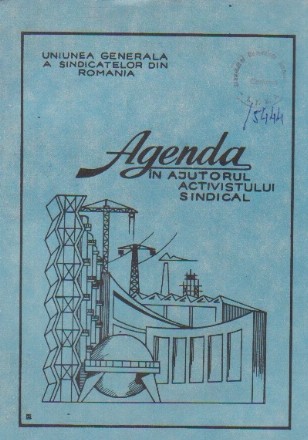 UNIUNEA GENERALA
A SINDICATELOR DIN
ROMANIA
15444
Agenda
IN AJUTORUL
ACTIVISTULUI
SINDICAL